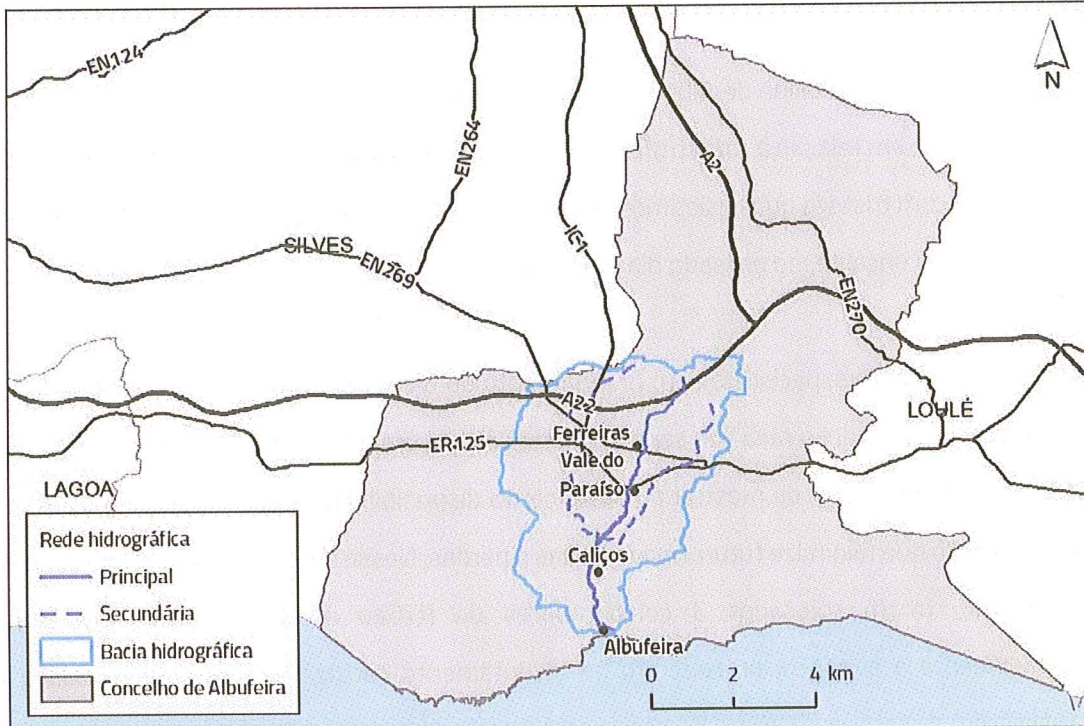 EN124
N
EN264
A2
IC1
SILVES
EN269
EN270
A22
LOULÉ
Ferreiras
ER125
Vale do
Paraíso
LAGOA
Rede hidrográfica
Principal
Caliços
Secundária
Bacia hidrográfica
Albufeira
Concelho de Albufeira
0 2 4 km